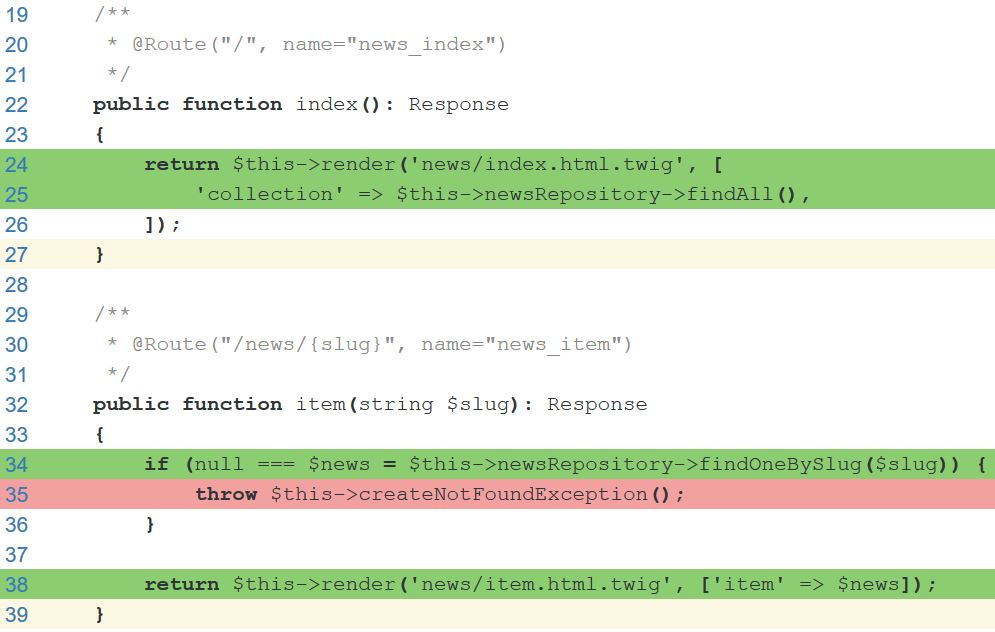 19 /**
20 * @Route("/", name="news_index")
21 */
22 public function index(): Response
23 {
24 return $this->render('news/index.html.twig', [
25 'collection' => $this->newsRepository->findAll(),
26 ]);
27 }
28
29 /**
30 * @Route("/news/{slug}", name="news_item")
31 */
32 public function item(string $slug): Response
33 {
34 if (null === $news = $this->newsRepository->findOneBySlug($slug)) {
35 throw $this->createNotFoundException();
36 }
37
38 return $this->render('news/item.html.twig', ['item' => $news]);
39 }